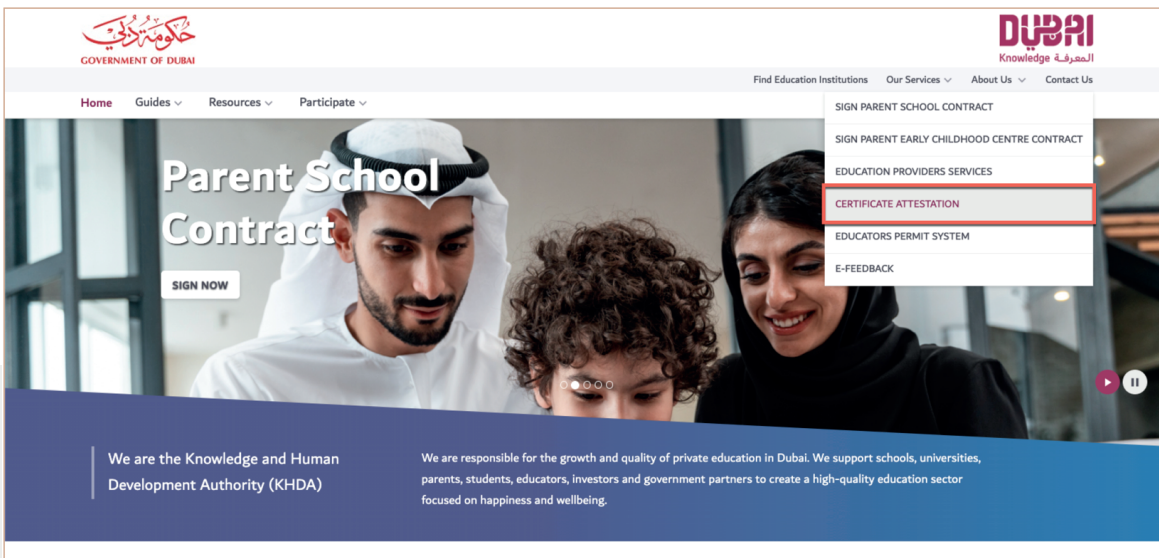 حكومة دبي
GOVERNMENT OF DUBAI
DUBAI
Knowledge المعرفة
Find Education Institutions Our Services About Us Contact Us
Home Guides Resources Participate
SIGN PARENT SCHOOL CONTRACT
SIGN PARENT EARLY CHILDHOOD CENTRE CONTRACT
EDUCATION PROVIDERS SERVICES
CERTIFICATE ATTESTATION
EDUCATORS PERMIT SYSTEM
E-FEEDBACK
Parent School
Contract
SIGN NOW
We are the Knowledge and Human
Development Authority (KHDA)
We are responsible for the growth and quality of private education in Dubai. We support schools, universities,
parents, students, educators, investors and government partners to create a high-quality education sector
focused on happiness and wellbeing.